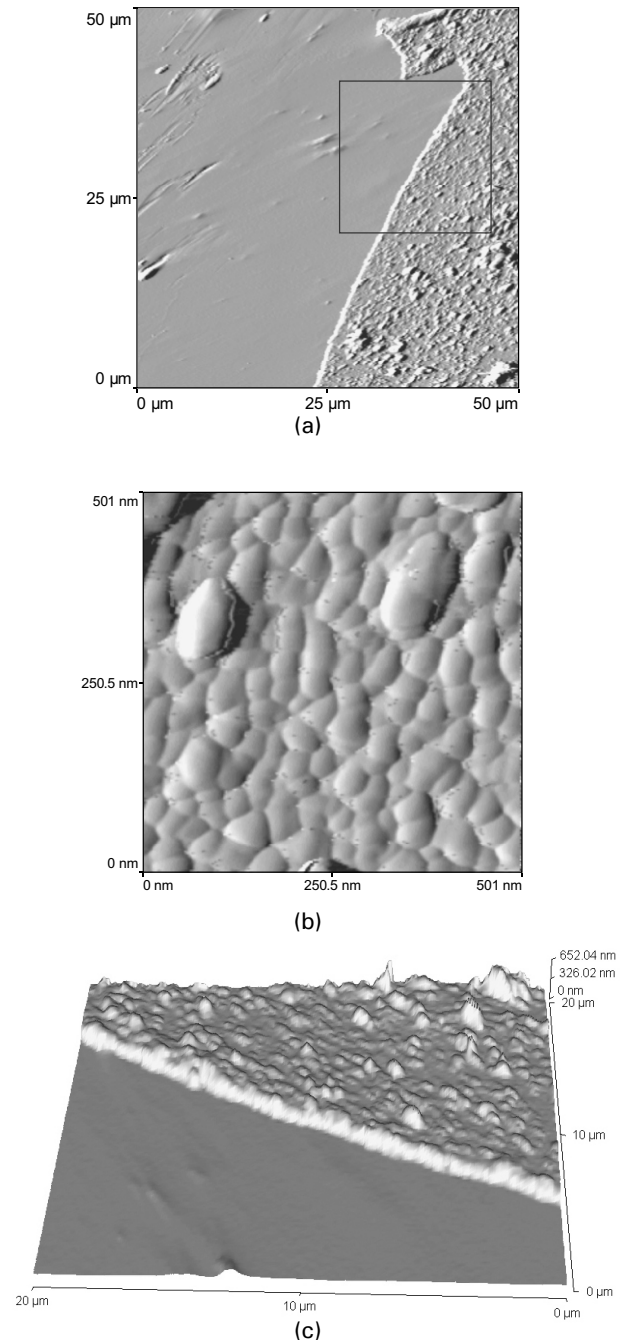 50 µm
25 µm
0 µm
0 µm 25 µm 50 µm
(a)
501 nm
250.5 nm
0 nm
0 nm 250.5 nm 501 nm
(b)
652.04 nm
326.02 nm
0 nm
20 µm
10 µm
0 µm
20 µm 10 µm 0 µm
(c)